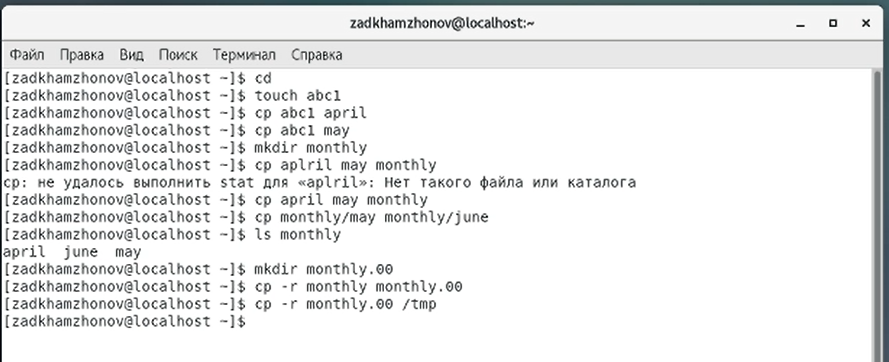 zadkhamzhonov@localhost:~
Файл Правка Вид Поиск Терминал Справка
[zadkhamzhonov@localhost ~]$ cd
[zadkhamzhonov@localhost ~]$ touch abc1
[zadkhamzhonov@localhost ~]$ cp abc1 april
[zadkhamzhonov@localhost ~]$ cp abc1 may
[zadkhamzhonov@localhost ~]$ mkdir monthly
[zadkhamzhonov@localhost ~]$ cp aplril may monthly
cp: не удалось выполнить stat для «aplril»: Нет такого файла или каталога
[zadkhamzhonov@localhost ~]$ cp april may monthly
[zadkhamzhonov@localhost ~]$ cp monthly/may monthly/june
[zadkhamzhonov@localhost ~]$ ls monthly
april  june  may
[zadkhamzhonov@localhost ~]$ mkdir monthly.00
[zadkhamzhonov@localhost ~]$ cp -r monthly monthly.00
[zadkhamzhonov@localhost ~]$ cp -r monthly.00 /tmp
[zadkhamzhonov@localhost ~]$